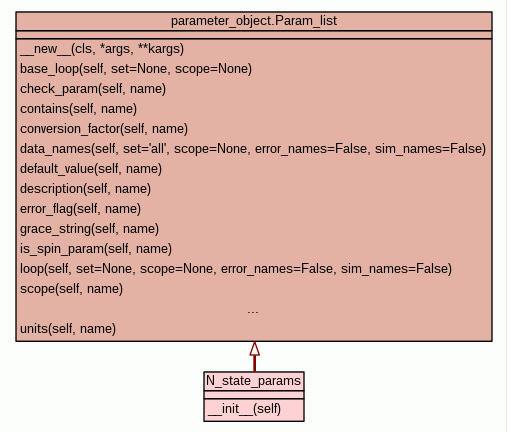 parameter_object.Param_list
__new__(cls, *args, **kargs)
base_loop(self, set=None, scope=None)
check_param(self, name)
contains(self, name)
conversion_factor(self, name)
data_names(self, set='all', scope=None, error_names=False, sim_names=False)
default_value(self, name)
description(self, name)
error_flag(self, name)
grace_string(self, name)
is_spin_param(self, name)
loop(self, set=None, scope=None, error_names=False, sim_names=False)
scope(self, name)
...
units(self, name)
N_state_params
__init__(self)